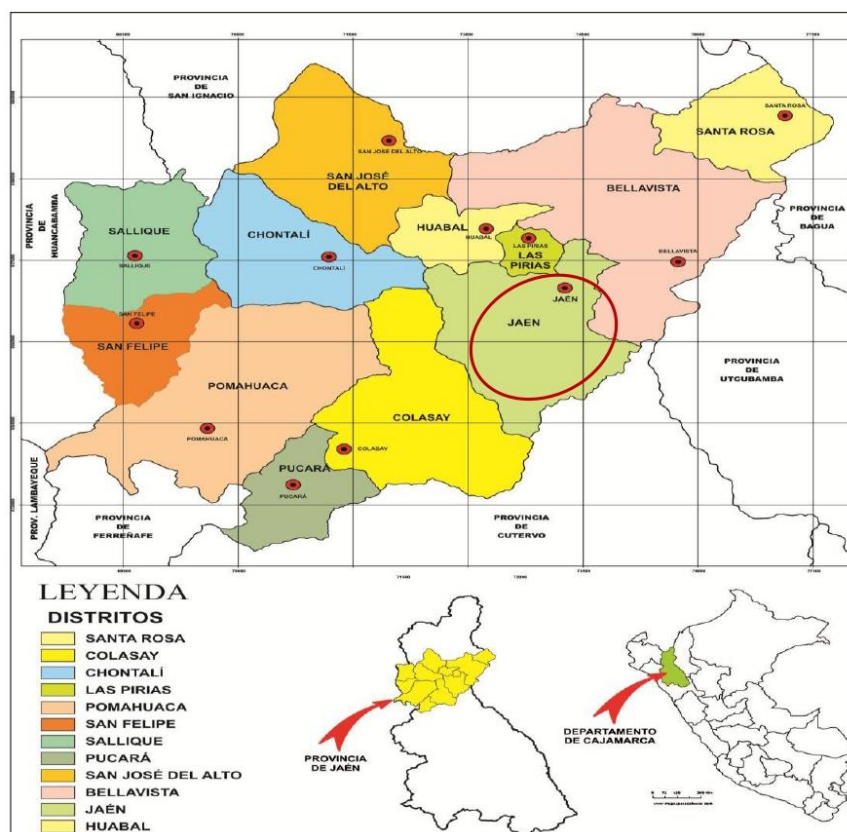 PROVINCIA
DE
SAN IGNACIO
SANTA ROSA
SANTA ROSA
SAN JOSÉ DEL ALTO
SAN JOSÉ
DEL ALTO
BELLAVISTA
PROVINCIA
DE
HUANCABAMBA
PROVINCIA
DE
BAGUA
SALLIQUE
SALLIQUE
CHONTALÍ
CHONTALÍ
HUABAL
HUABAL
LAS PIRIAS
LAS
PIRIAS
BELLAVISTA
JAÉN
JAEN
SAN FELIPE
SAN FELIPE
POMAHUACA
PROVINCIA
DE
UTCUBAMBA
COLASAY
POMAHUACA
COLASAY
PUCARÁ
PUCARÁ
PROV. LAMBAYEQUE
PROVINCIA
DE
FERREÑAFE
PROVINCIA
DE
CUTERVO
LEYENDA
DISTRITOS
SANTA ROSA
COLASAY
CHONTALÍ
LAS PIRIAS
POMAHUACA
SAN FELIPE
SALLIQUE
PUCARÁ
SAN JOSÉ DEL ALTO
BELLAVISTA
JAÉN
HUABAL
PROVINCIA
DE JAÉN
DEPARTAMENTO
DE CAJAMARCA